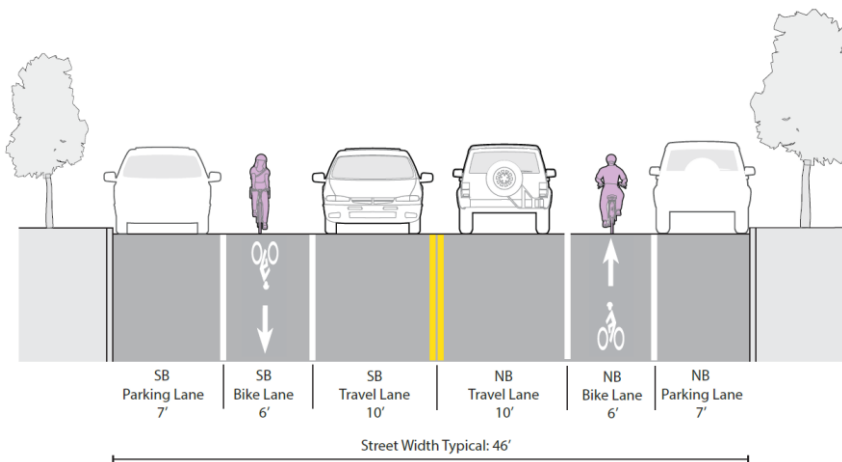 SB
Parking Lane
7’
SB
Bike Lane
6’
SB
Travel Lane
10’
NB
Travel Lane
10’
NB
Bike Lane
6’
NB
Parking Lane
7’
Street Width Typical: 46’